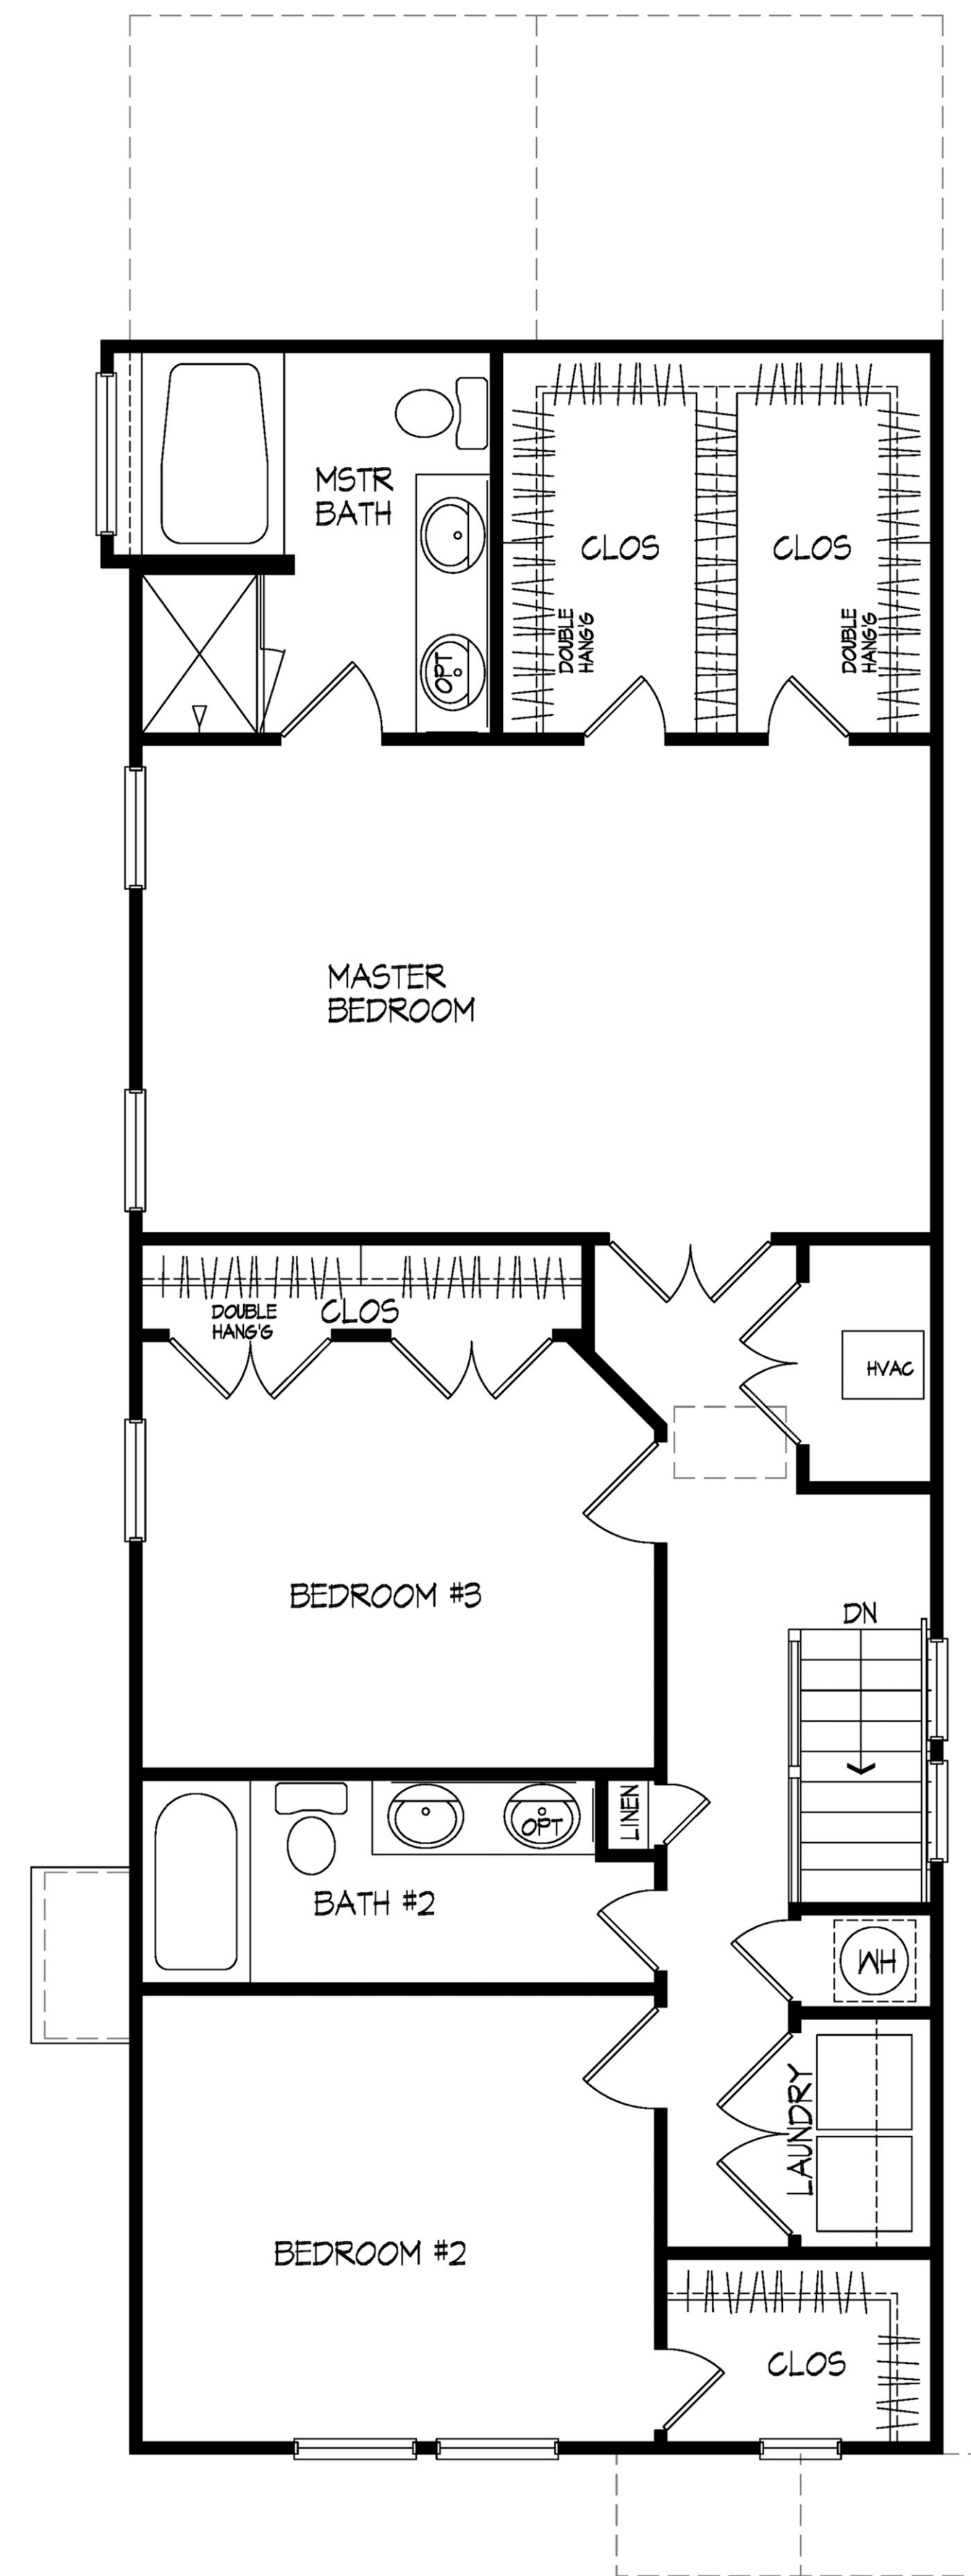 MSTR
BATH
CLOS
CLOS
DOUBLE
HANG'G
DOUBLE
HANG'G
OPT
MASTER
BEDROOM
DOUBLE
HANG'G
CLOS
HVAC
BEDROOM #3
DN
LINEN
OPT
BATH #2
WH
LAUNDRY
BEDROOM #2
CLOS